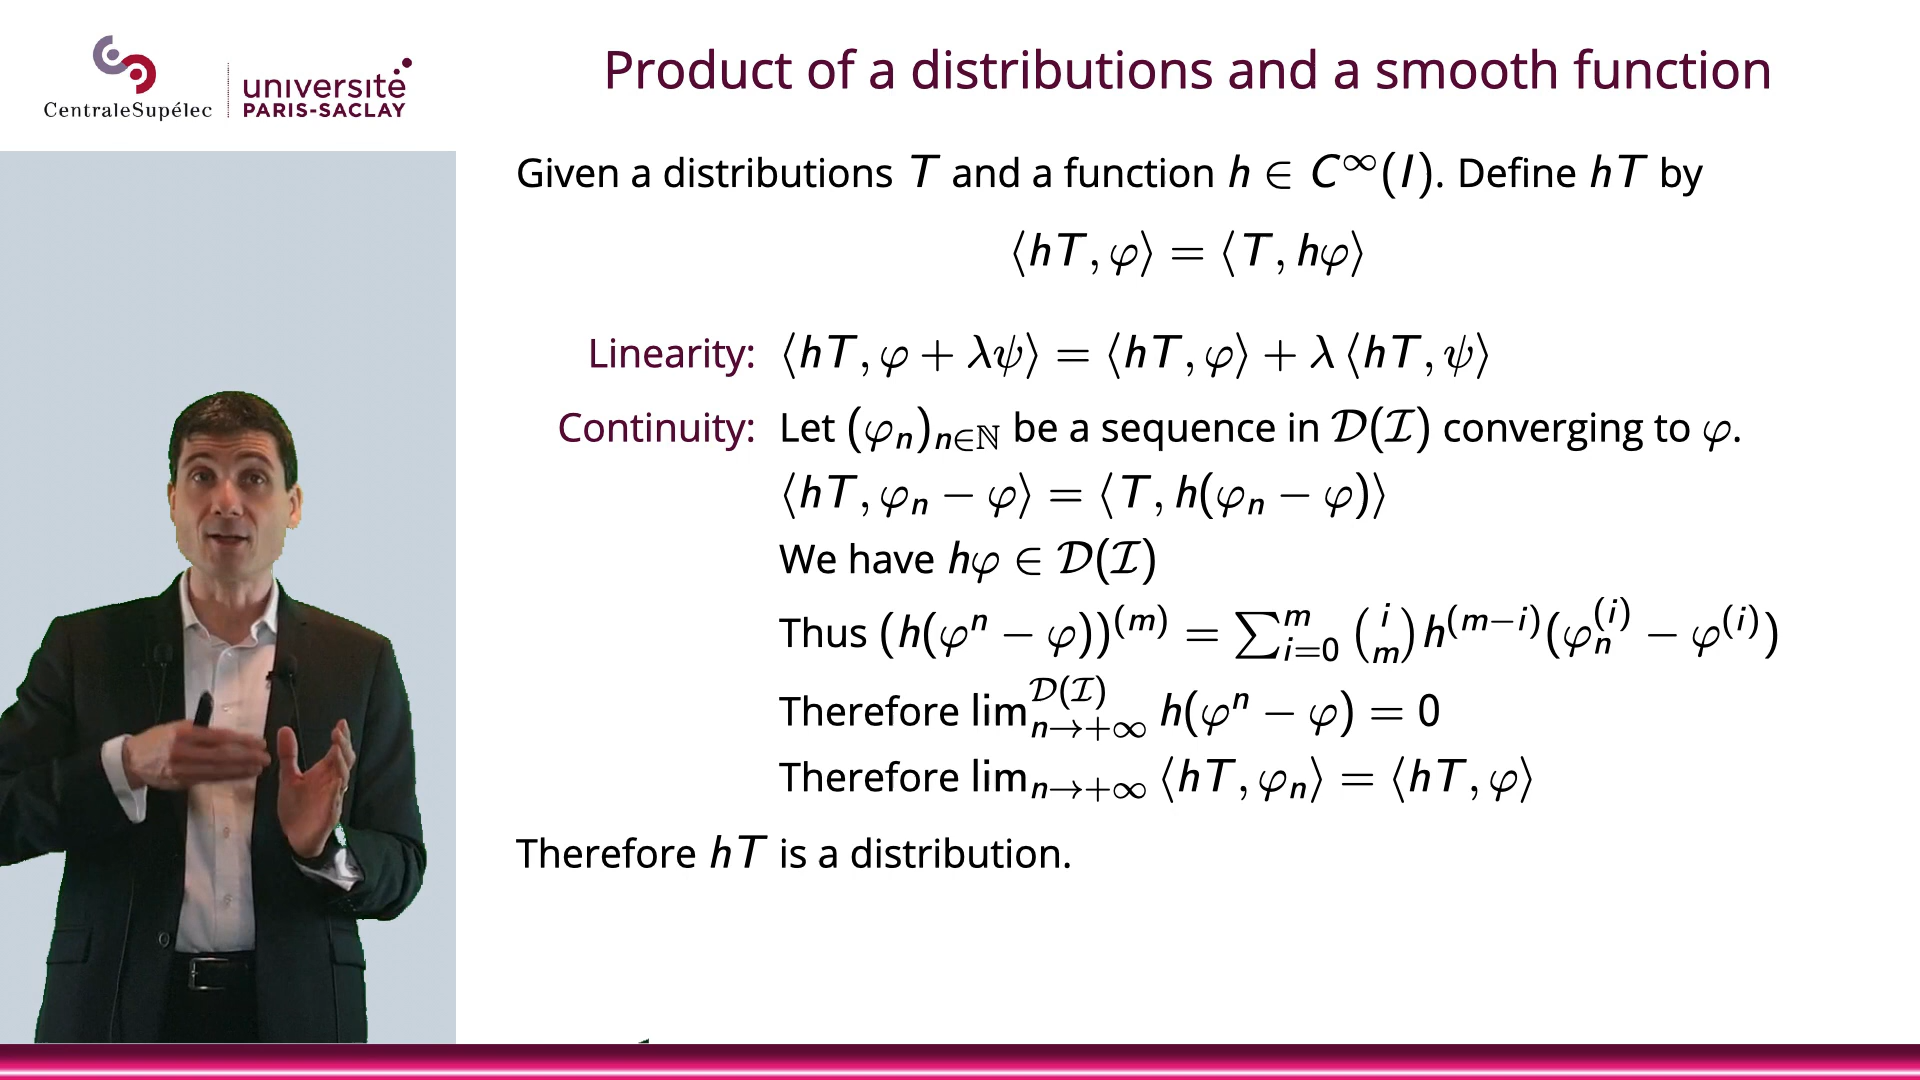 CentraleSupélec
université
PARIS-SACLAY
Product of a distributions and a smooth function
Given a distributions T and a function h ∈ C^∞(I). Define hT by
⟨hT, φ⟩ = ⟨T, hφ⟩
Linearity: ⟨hT, φ + λψ⟩ = ⟨hT, φ⟩ + λ ⟨hT, ψ⟩
Continuity: Let (φ_n)_{n∈ℕ} be a sequence in 𝒟(ℐ) converging to φ.
⟨hT, φ_n − φ⟩ = ⟨T, h(φ_n − φ)⟩
We have hφ ∈ 𝒟(ℐ)
Thus (h(φ^n − φ))^{(m)} = ∑_{i=0}^{m} \binom{i}{m} h^{(m−i)}(φ_n^{(i)} − φ^{(i)})
Therefore lim_{n→+∞}^{𝒟(ℐ)} h(φ^n − φ) = 0
Therefore lim_{n→+∞} ⟨hT, φ_n⟩ = ⟨hT, φ⟩
Therefore hT is a distribution.